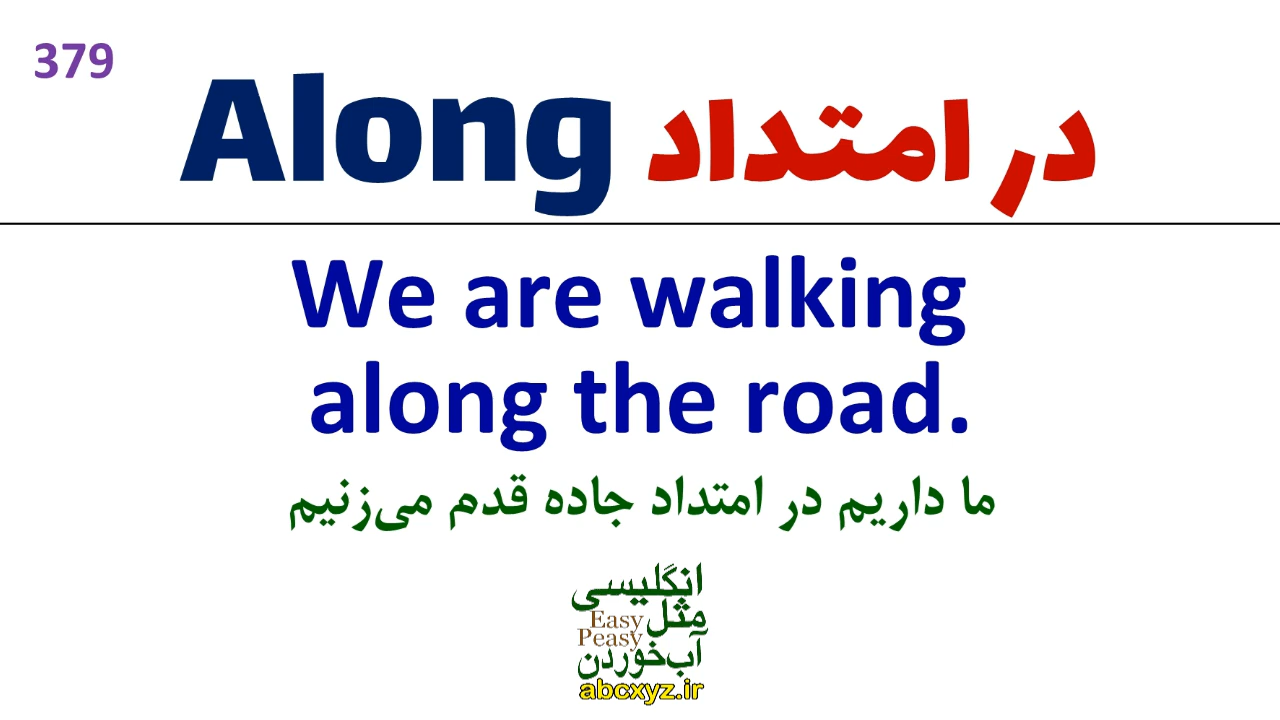 379
Along در امتداد
We are walking
along the road.
ما داریم در امتداد جاده قدم می‌زنیم
انگلیسی
مثل
Easy
Peasy
آب‌خوردن
abcxyz.ir